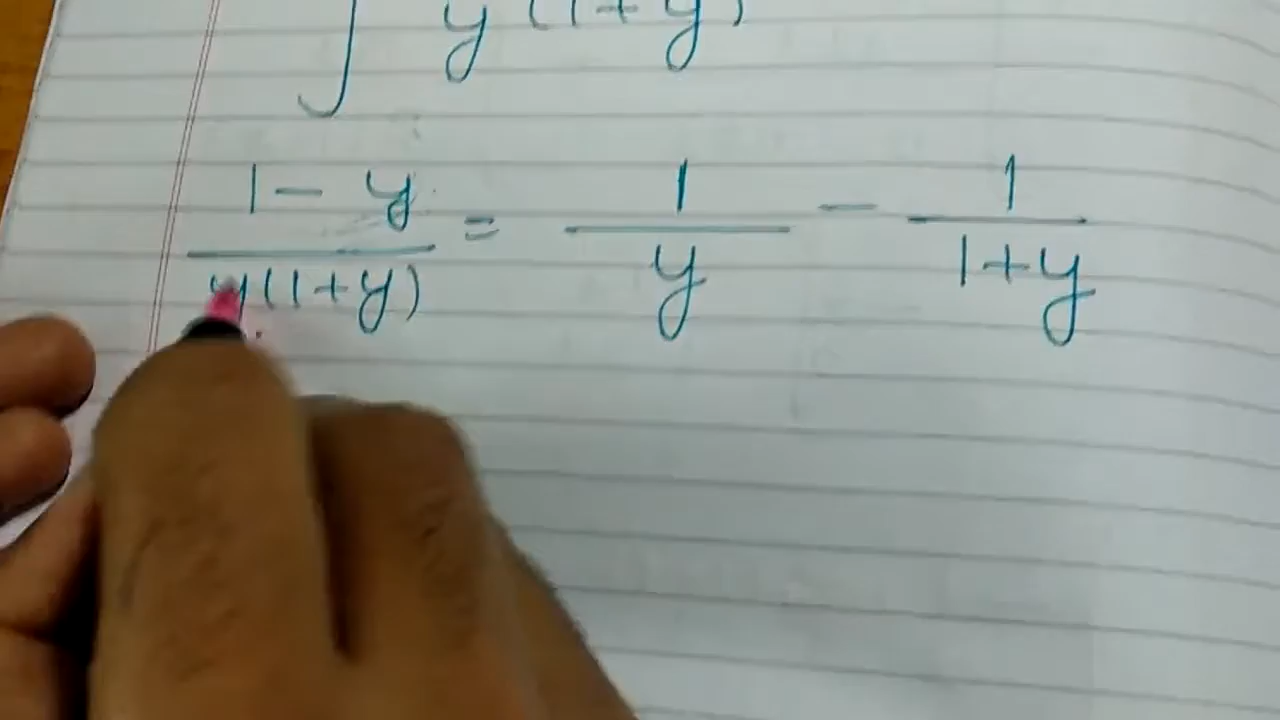 ∫ y(1+y)
1 - y / y(1+y) = 1 / y - 1 / 1+y